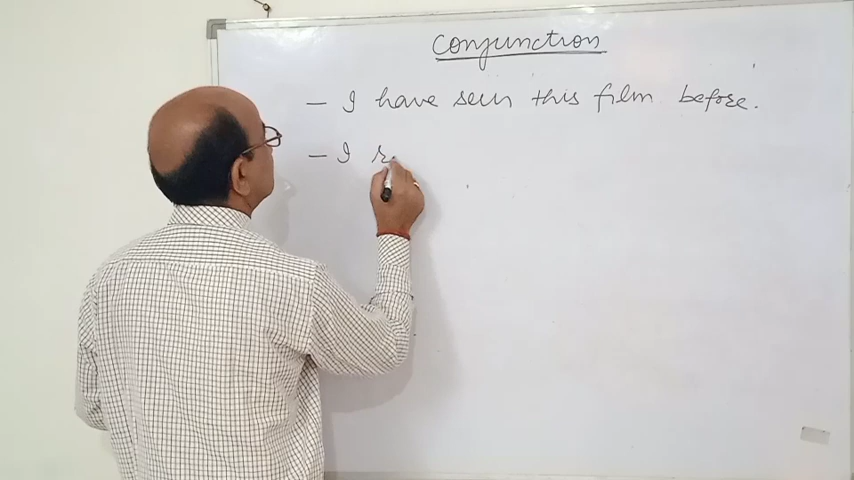 Conjunction
– I have seen this film before.
– I r